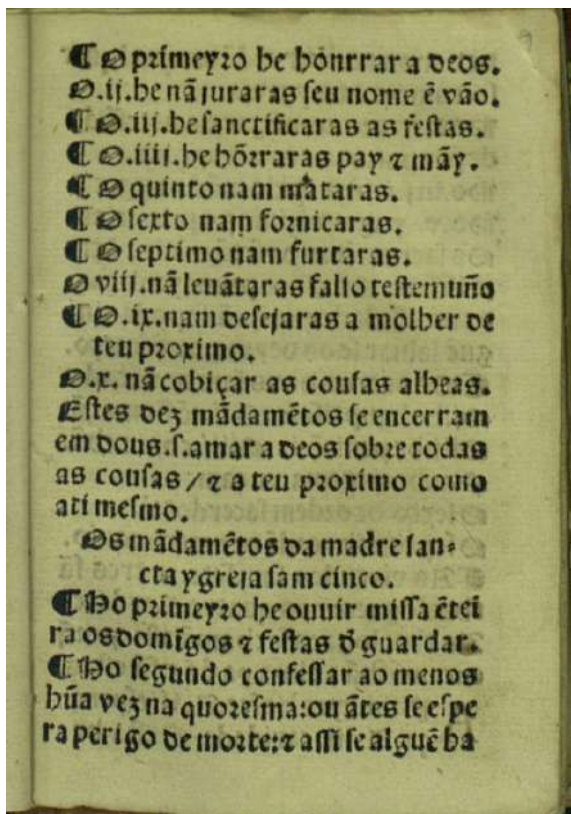 ¶ O primeyro he hõnrrar a deos.
O.ij. he nã juraras seu nome ẽ vão.
¶ O.iij. he sanctificaras as festas.
¶ O.iiii. he hõrraras pay ⁊ mãy.
¶ O quinto nam mataras.
¶ O sexto nam fornicaras.
¶ O septimo nam furtaras.
O viij. nã leuãtaras falso testemuño
¶ O.ix. nam desejaras a molher de
teu proximo.
O.x. nã cobiçar as cousas alheas.
Estes dez mãdamẽtos se encerram
em dous .s. amar a deos sobre todas
as cousas / ⁊ a teu proximo como
ati mesmo.
Os mãdamẽtos da madre san-
cta ygreja sam cinco.
¶ Ho primeyro he ouuir missa ẽtei
ra os domĩgos ⁊ festas d̃ guardar.
¶ Ho segundo confessar ao menos
hũa vez na quoresma: ou ãtes se espe
ra perigo de morte: ⁊ assi se alguẽ ha